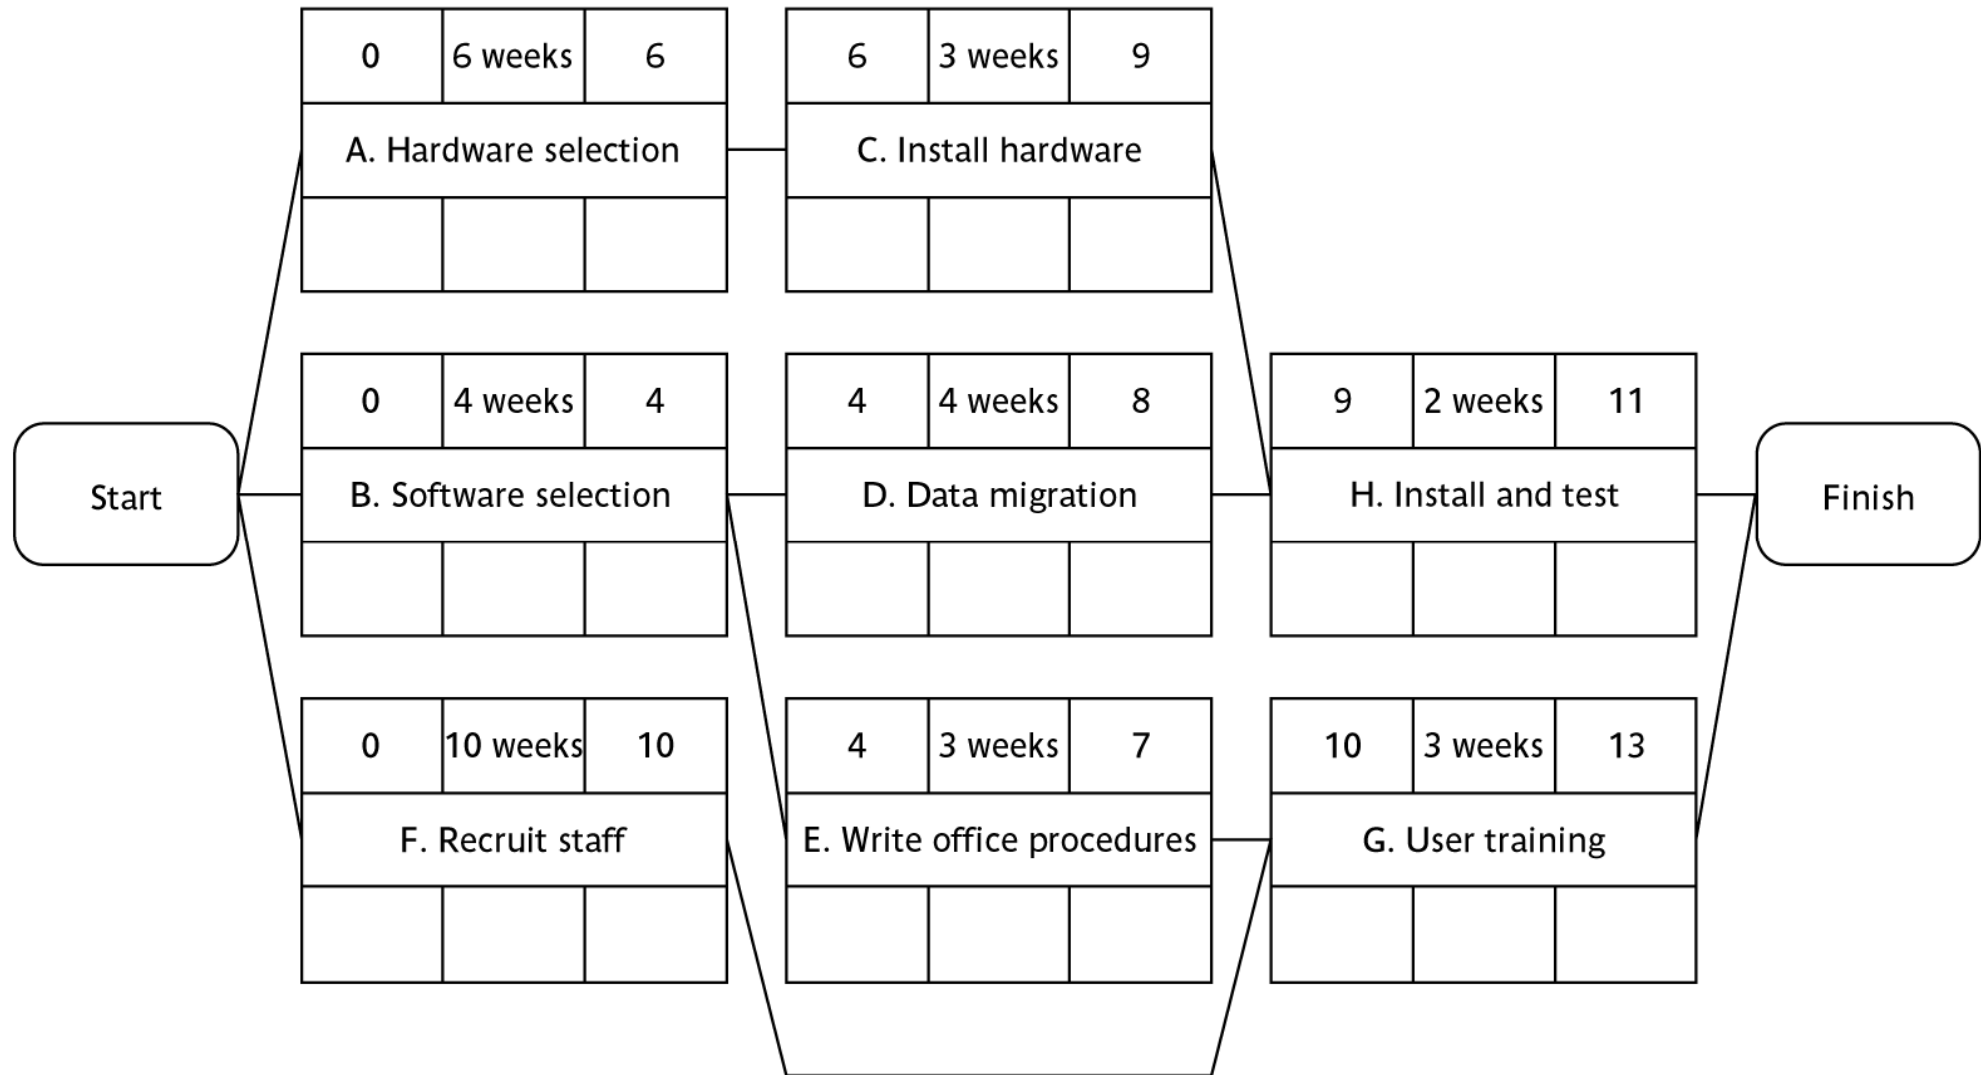 0 6 weeks 6
A. Hardware selection
6 3 weeks 9
C. Install hardware
Start
0 4 weeks 4
B. Software selection
4 4 weeks 8
D. Data migration
9 2 weeks 11
H. Install and test
Finish
0 10 weeks 10
F. Recruit staff
4 3 weeks 7
E. Write office procedures
10 3 weeks 13
G. User training